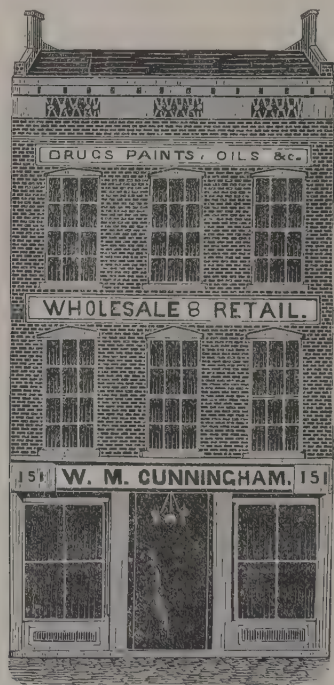 DRUGS PAINTS, OILS &c.
WHOLESALE & RETAIL.
151 W. M. CUNNINGHAM. 151